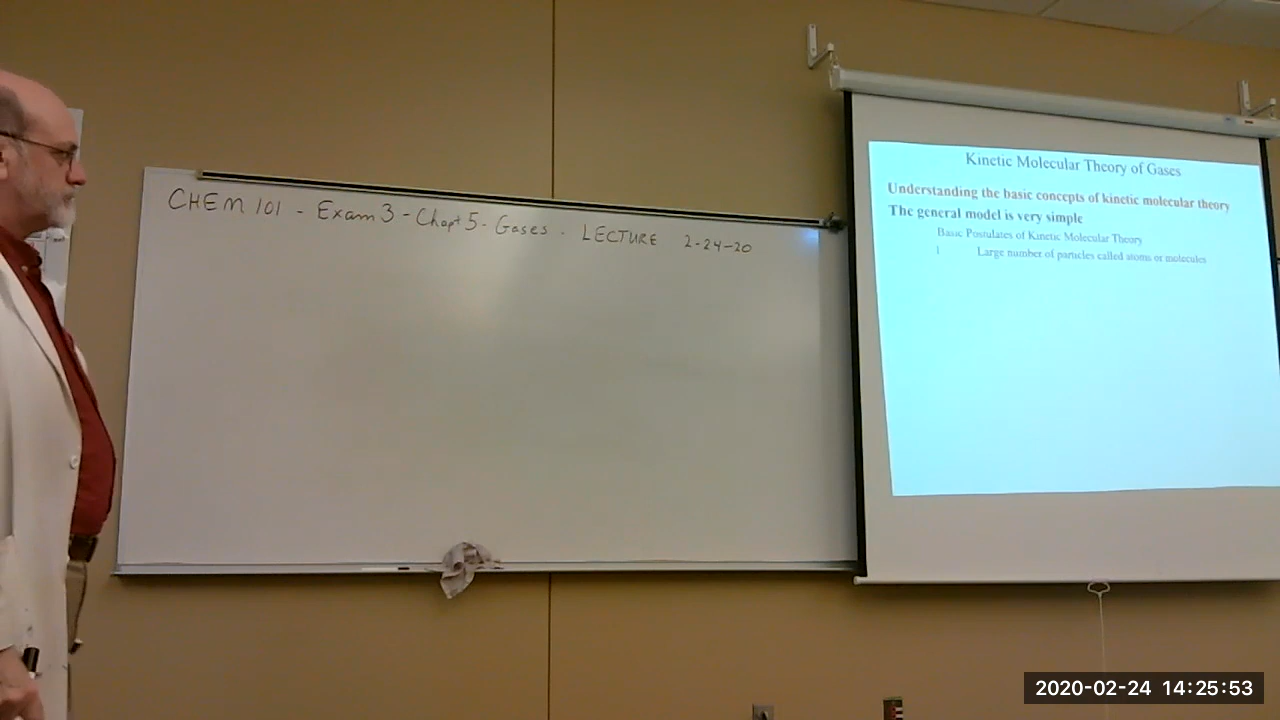 CHEM 101 - Exam 3 - Chapt 5 - Gases - LECTURE 2-24-20
Kinetic Molecular Theory of Gases
Understanding the basic concepts of kinetic molecular theory
The general model is very simple
Basic Postulates of Kinetic Molecular Theory
1 Large number of particles called atoms or molecules
2020-02-24 14:25:53